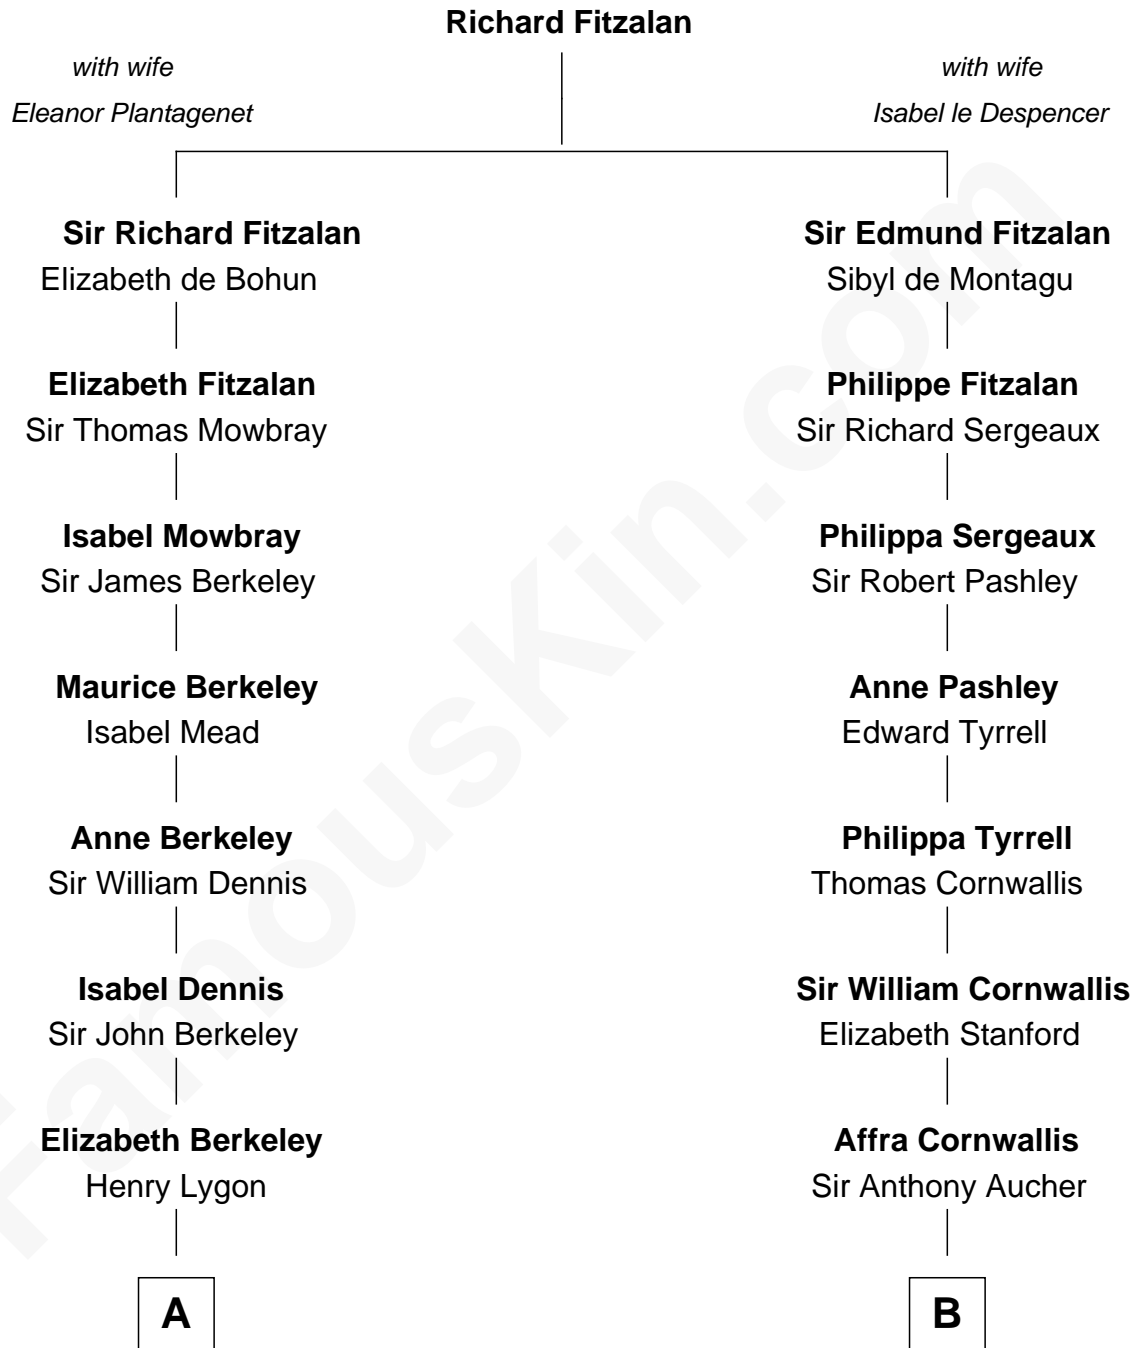 Richard Fitzalan
with wife
Eleanor Plantagenet
with wife
Isabel le Despencer
Sir Richard Fitzalan
Elizabeth de Bohun
Sir Edmund Fitzalan
Sibyl de Montagu
Elizabeth Fitzalan
Sir Thomas Mowbray
Philippe Fitzalan
Sir Richard Sergeaux
Isabel Mowbray
Sir James Berkeley
Philippa Sergeaux
Sir Robert Pashley
Maurice Berkeley
Isabel Mead
Anne Pashley
Edward Tyrrell
Anne Berkeley
Sir William Dennis
Philippa Tyrrell
Thomas Cornwallis
Isabel Dennis
Sir John Berkeley
Sir William Cornwallis
Elizabeth Stanford
Elizabeth Berkeley
Henry Lygon
Affra Cornwallis
Sir Anthony Aucher
A
B
FamousKin.com